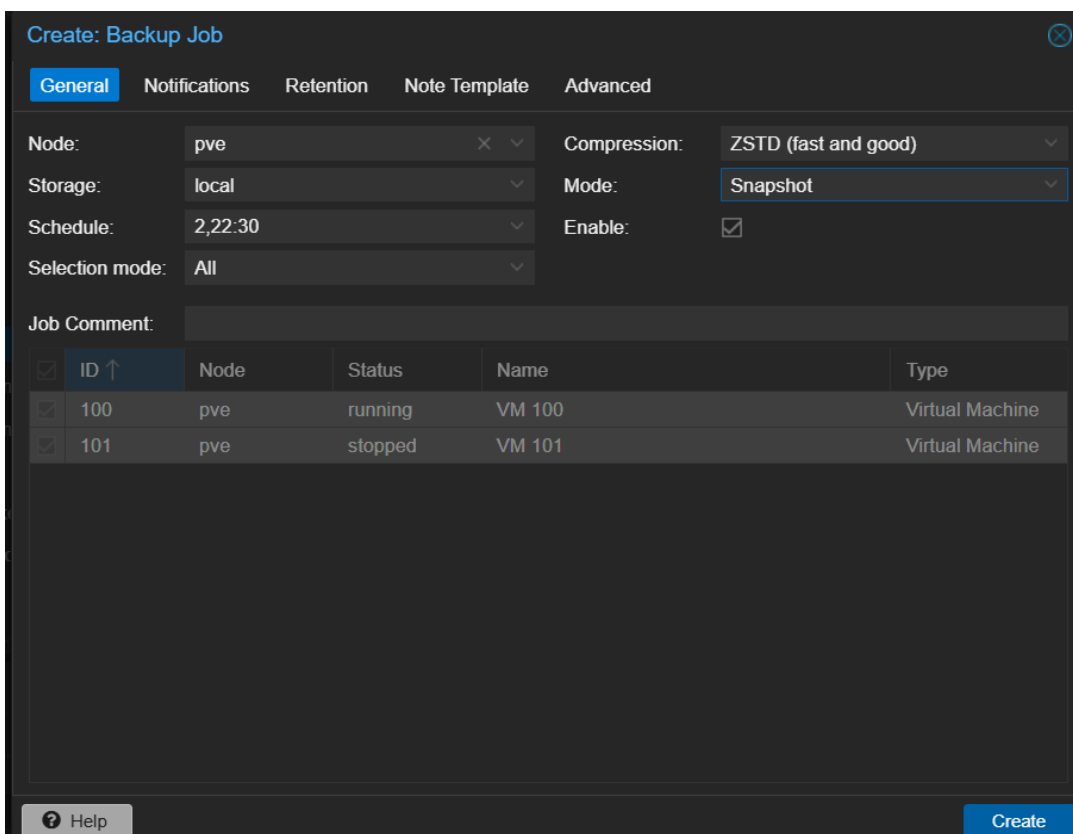 Create: Backup Job
General Notifications Retention Note Template Advanced
Node: pve Compression: ZSTD (fast and good)
Storage: local Mode: Snapshot
Schedule: 2,22:30 Enable:
Selection mode: All
Job Comment:
ID Node Status Name Type
100 pve running VM 100 Virtual Machine
101 pve stopped VM 101 Virtual Machine
Help Create